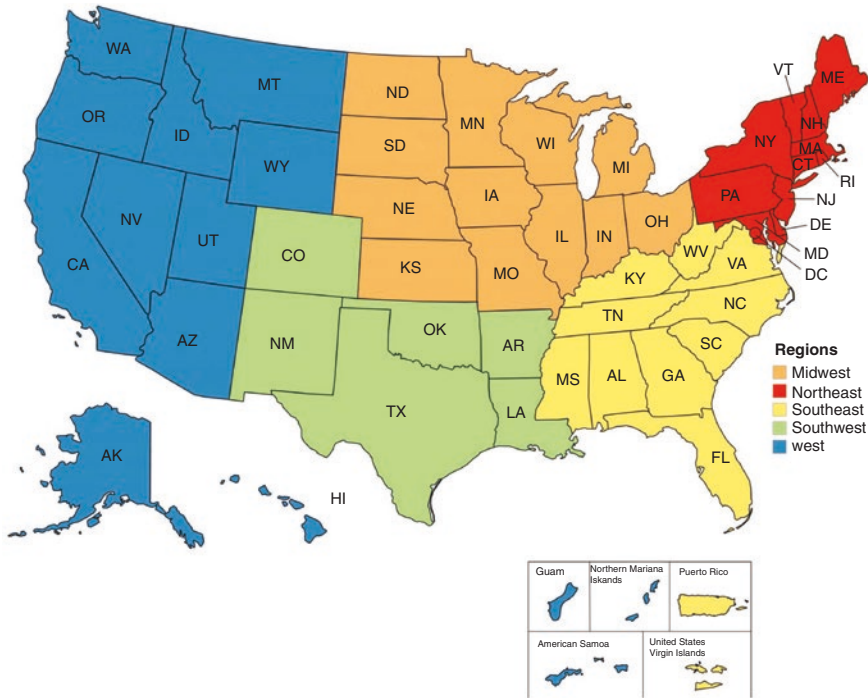 WA
MT
ND
MN
VT
ME
OR
ID
SD
WI
MI
NY
NH
MA
CT
RI
WY
NE
IA
PA
NJ
NV
UT
CO
KS
MO
IL
IN
OH
WV
VA
DE
MD
DC
CA
KY
AZ
NM
OK
AR
TN
NC
SC
TX
LA
MS
AL
GA
FL
AK
HI
Regions
Midwest
Northeast
Southeast
Southwest
west
Guam
Northern Mariana
Iskands
Puerto Rico
American Samoa
United States
Virgin Islands